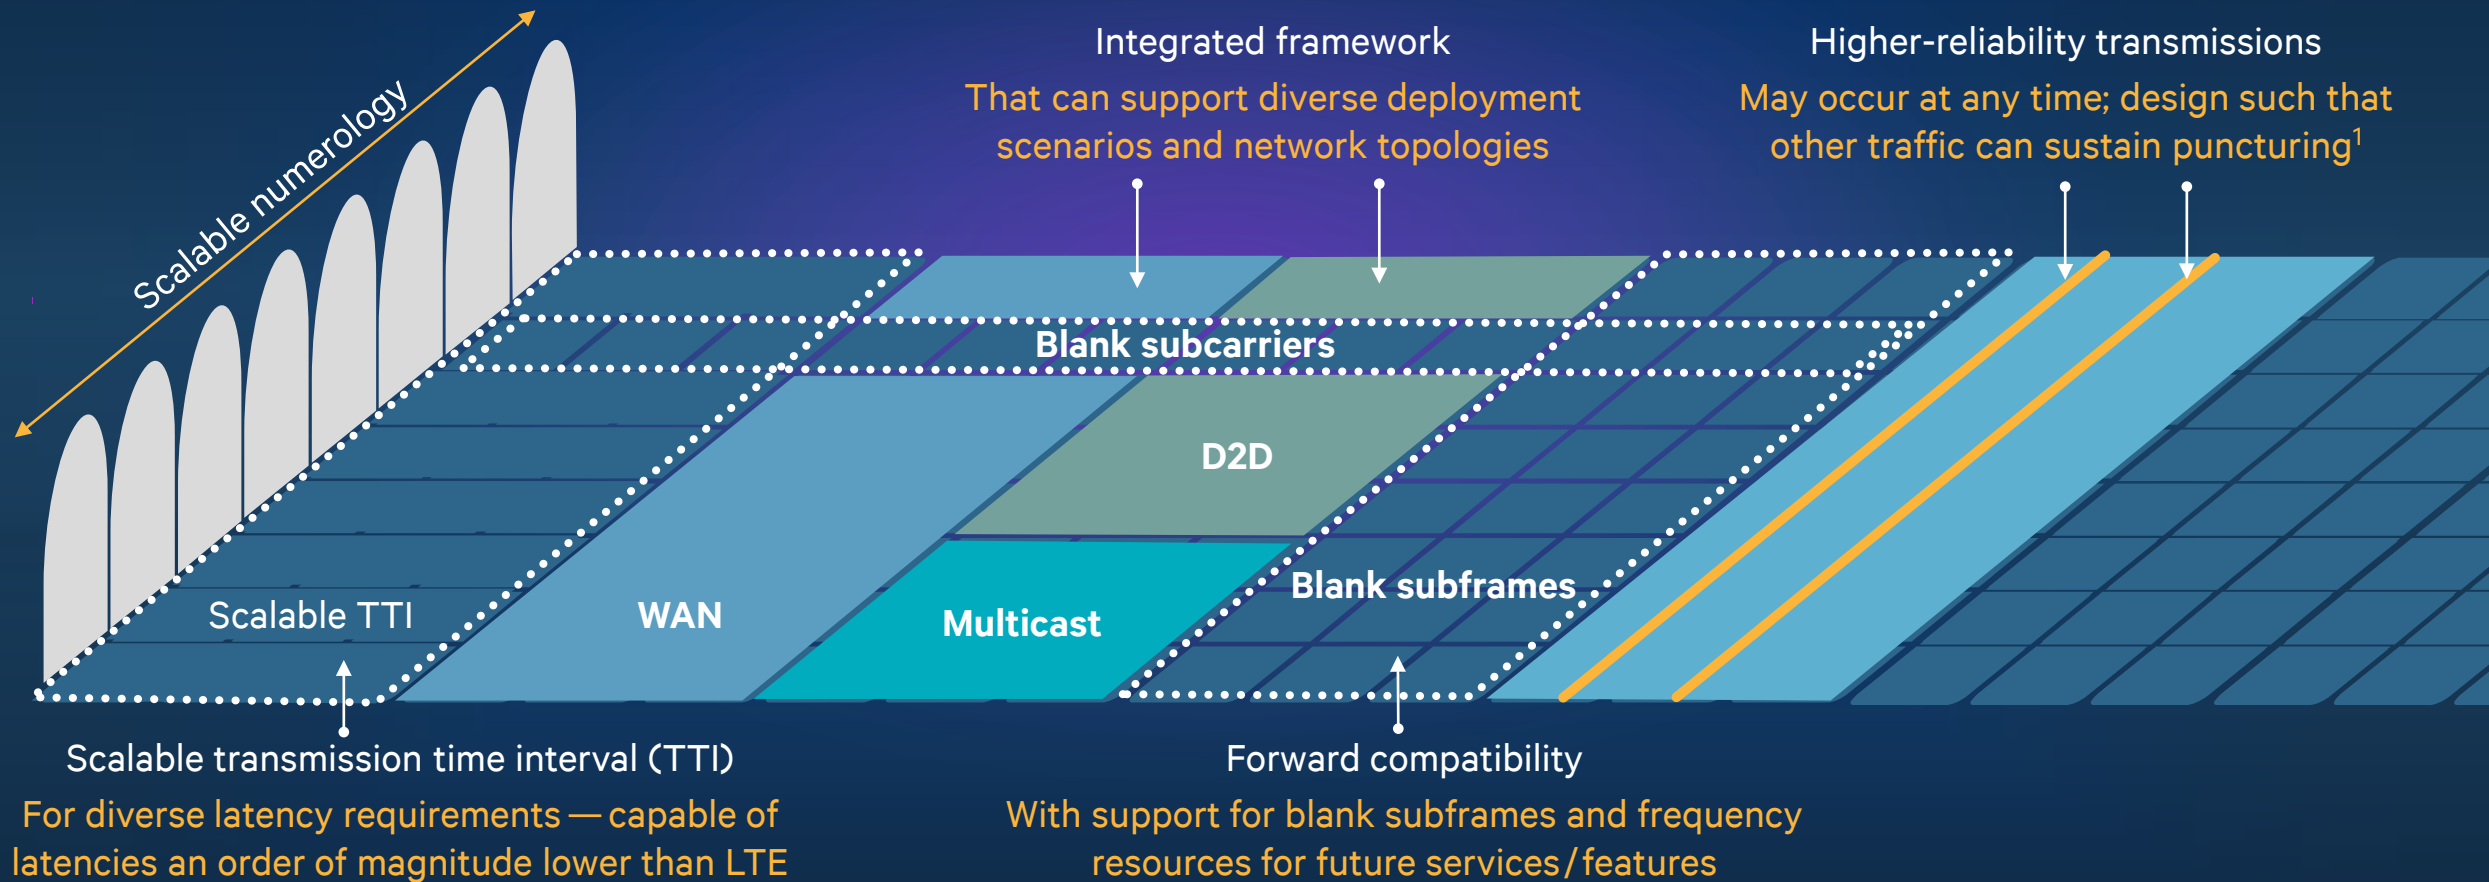 Scalable numerology
Integrated framework
That can support diverse deployment
scenarios and network topologies
Higher-reliability transmissions
May occur at any time; design such that
other traffic can sustain puncturing¹
Blank subcarriers
D2D
Blank subframes
Scalable TTI
WAN
Multicast
Scalable transmission time interval (TTI)
For diverse latency requirements — capable of
latencies an order of magnitude lower than LTE
Forward compatibility
With support for blank subframes and frequency
resources for future services/features